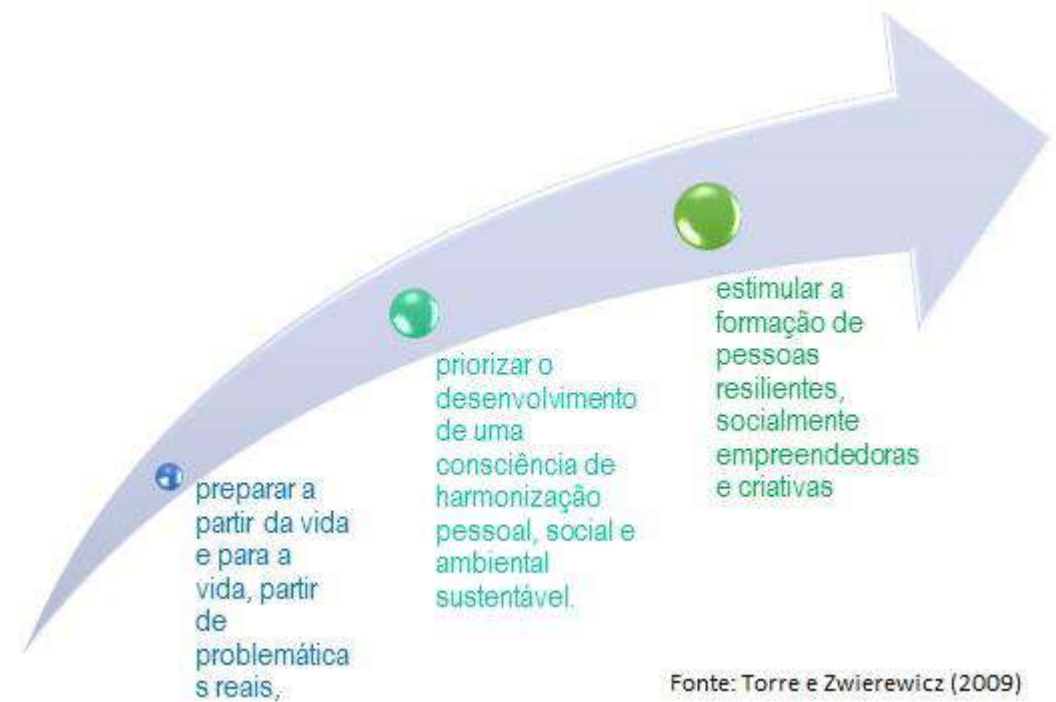 preparar a
partir da vida
e para a
vida, partir
de
problemática
s reais,
priorizar o
desenvolvimento
de uma
consciência de
harmonização
pessoal, social e
ambiental
sustentável.
estimular a
formação de
pessoas
resilientes,
socialmente
empreendedoras
e criativas
Fonte: Torre e Zwierewicz (2009)